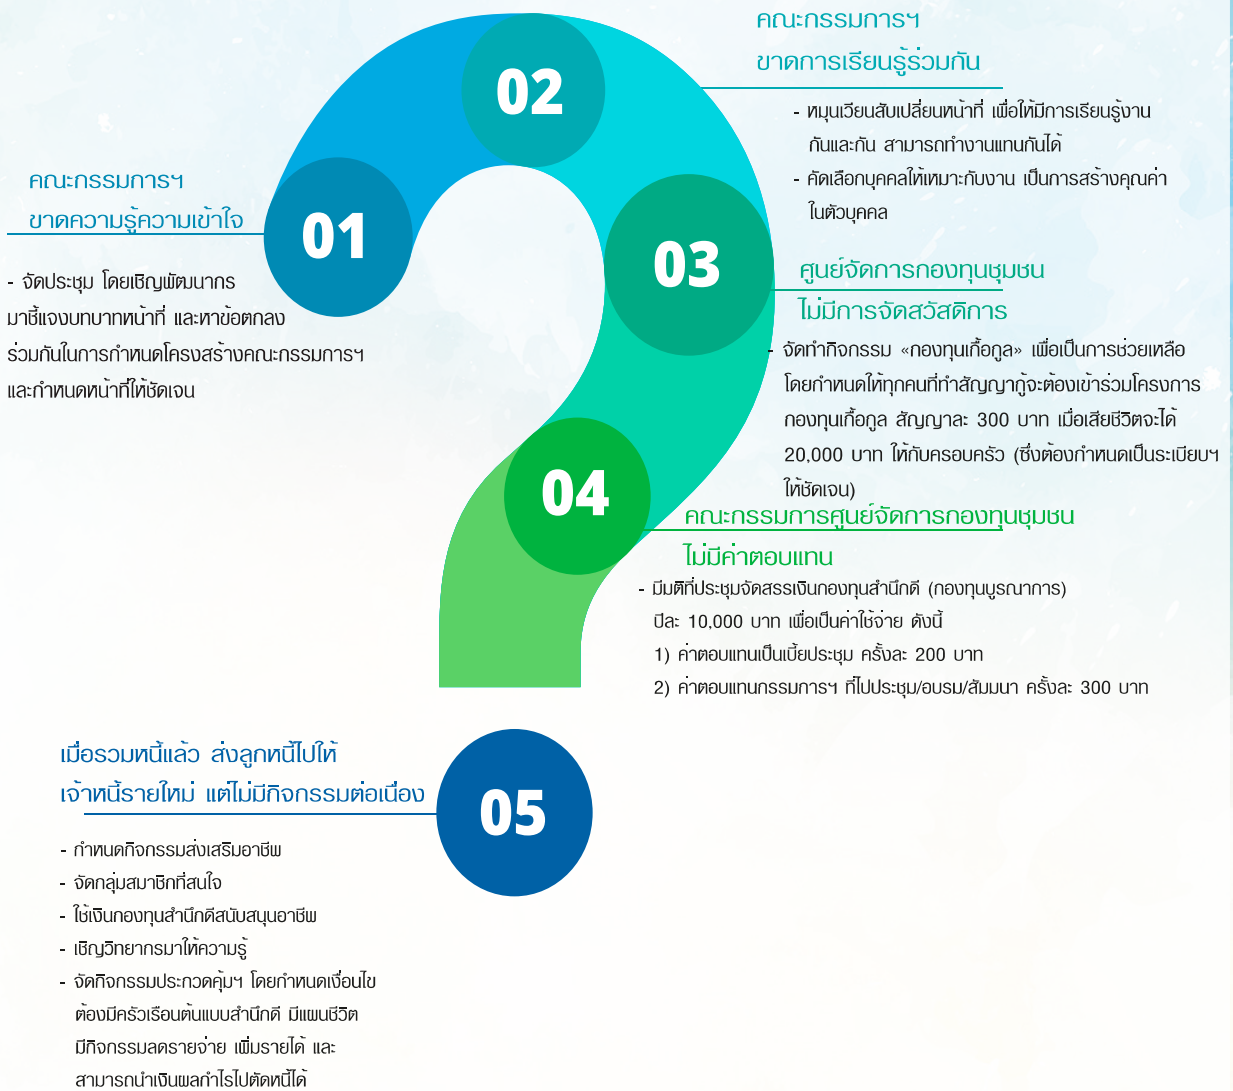 01
คณะกรรมการฯ
ขาดความรู้ความเข้าใจ
- จัดประชุม โดยเชิญพัฒนากร
มาชี้แจงบทบาทหน้าที่ และหาข้อตกลง
ร่วมกันในการกำหนดโครงสร้างคณะกรรมการฯ
และกำหนดหน้าที่ให้ชัดเจน
02
คณะกรรมการฯ
ขาดการเรียนรู้ร่วมกัน
- หมุนเวียนสับเปลี่ยนหน้าที่ เพื่อให้มีการเรียนรู้งาน
กันและกัน สามารถทำงานแทนกันได้
- คัดเลือกบุคคลให้เหมาะกับงาน เป็นการสร้างคุณค่า
ในตัวบุคคล
03
ศูนย์จัดการกองทุนชุมชน
ไม่มีการจัดสวัสดิการ
- จัดทำกิจกรรม «กองทุนเกื้อกูล» เพื่อเป็นการช่วยเหลือ
โดยกำหนดให้ทุกคนที่ทำสัญญากู้จะต้องเข้าร่วมโครงการ
กองทุนเกื้อกูล สัญญาละ 300 บาท เมื่อเสียชีวิตจะได้
20,000 บาท ให้กับครอบครัว (ซึ่งต้องกำหนดเป็นระเบียบฯ
ให้ชัดเจน)
04
คณะกรรมการศูนย์จัดการกองทุนชุมชน
ไม่มีค่าตอบแทน
- มีมติที่ประชุมจัดสรรเงินกองทุนสำนึกดี (กองทุนบูรณาการ)
ปีละ 10,000 บาท เพื่อเป็นค่าใช้จ่าย ดังนี้
1) ค่าตอบแทนเป็นเบี้ยประชุม ครั้งละ 200 บาท
2) ค่าตอบแทนกรรมการฯ ที่ไปประชุม/อบรม/สัมมนา ครั้งละ 300 บาท
05
เมื่อรวมหนี้แล้ว ส่งลูกหนี้ไปให้
เจ้าหนี้รายใหม่ แต่ไม่มีกิจกรรมต่อเนื่อง
- กำหนดกิจกรรมส่งเสริมอาชีพ
- จัดกลุ่มสมาชิกที่สนใจ
- ใช้เงินกองทุนสำนึกดีสนับสนุนอาชีพ
- เชิญวิทยากรมาให้ความรู้
- จัดกิจกรรมประกวดคุ้มฯ โดยกำหนดเงื่อนไข
ต้องมีครัวเรือนต้นแบบสำนึกดี มีแผนชีวิต
มีกิจกรรมลดรายจ่าย เพิ่มรายได้ และ
สามารถนำเงินผลกำไรไปตัดหนี้ได้